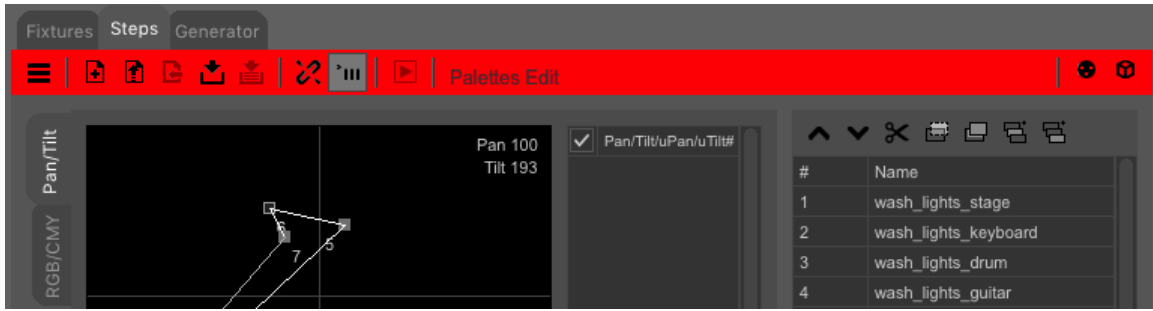 Fixtures Steps Generator
Palettes Edit
Pan/Tilt
RGB/CMY
Pan 100
Tilt 193
6
7
5
Pan/Tilt/uPan/uTilt#
# Name
1 wash_lights_stage
2 wash_lights_keyboard
3 wash_lights_drum
4 wash_lights_guitar